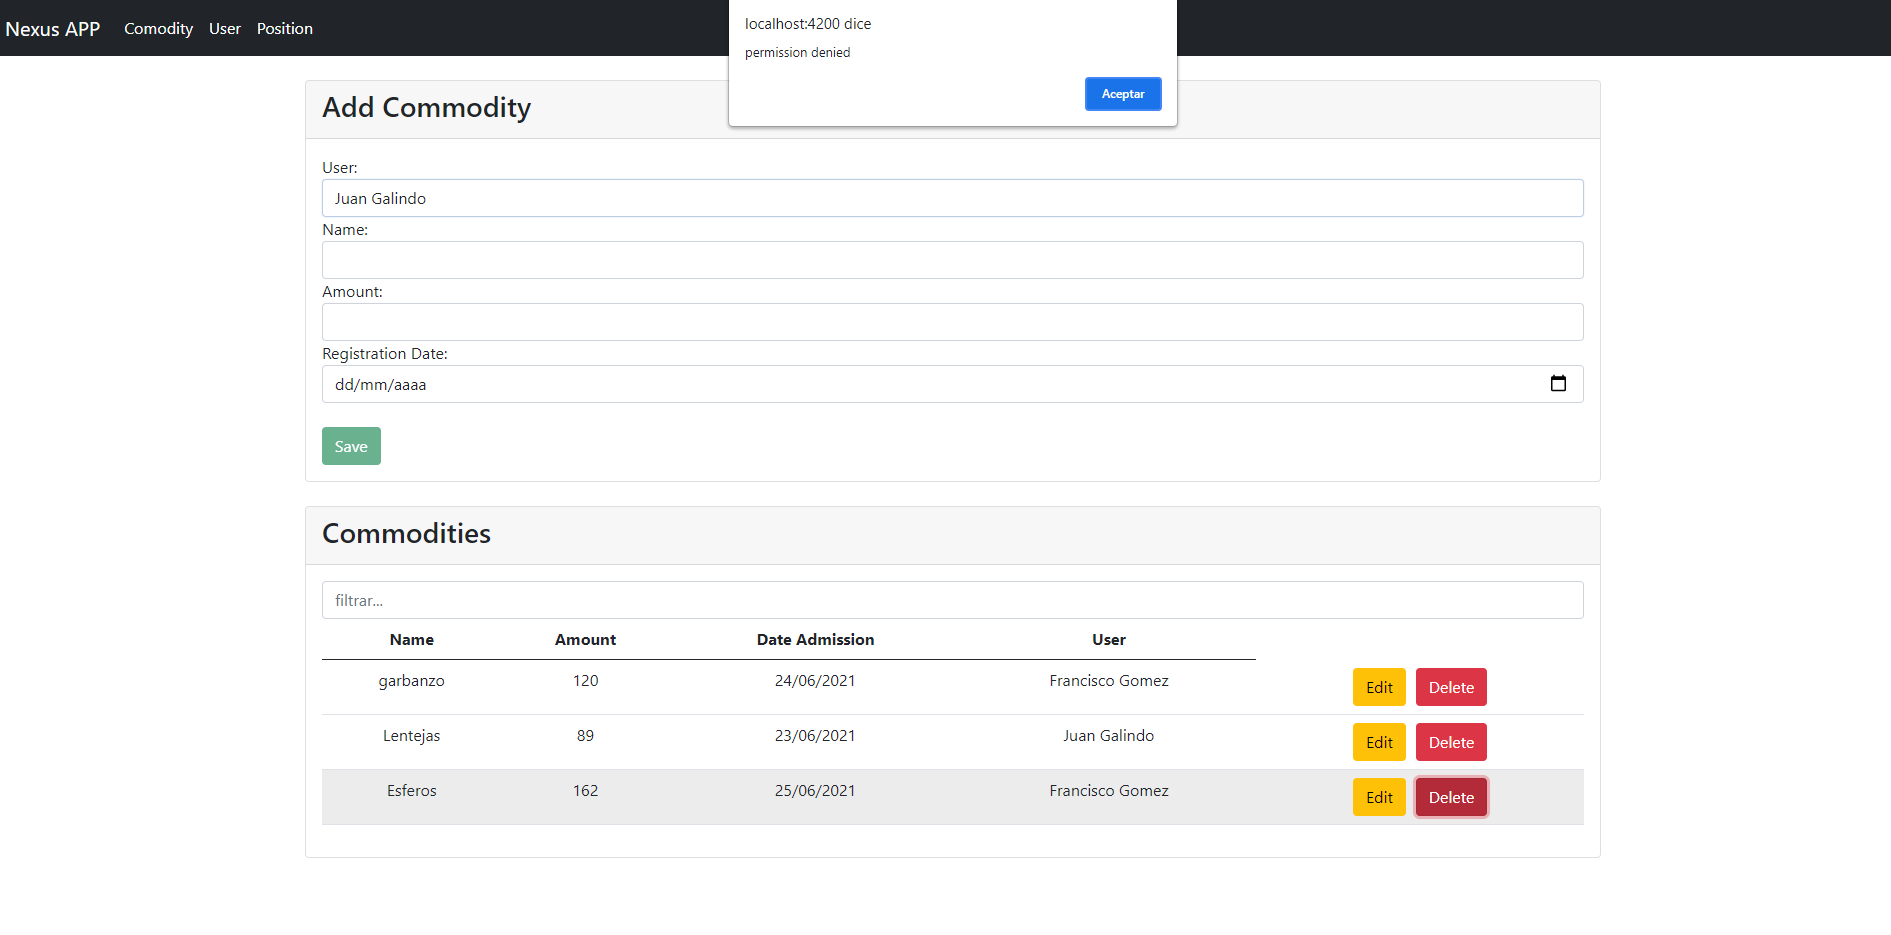 Nexus APP Comodity User Position
localhost:4200 dice
permission denied
Aceptar
Add Commodity
User:
Juan Galindo
Name:
Amount:
Registration Date:
dd/mm/aaaa
Save
Commodities
filtrar...
Name Amount Date Admission User
garbanzo 120 24/06/2021 Francisco Gomez Edit Delete
Lentejas 89 23/06/2021 Juan Galindo Edit Delete
Esferos 162 25/06/2021 Francisco Gomez Edit Delete